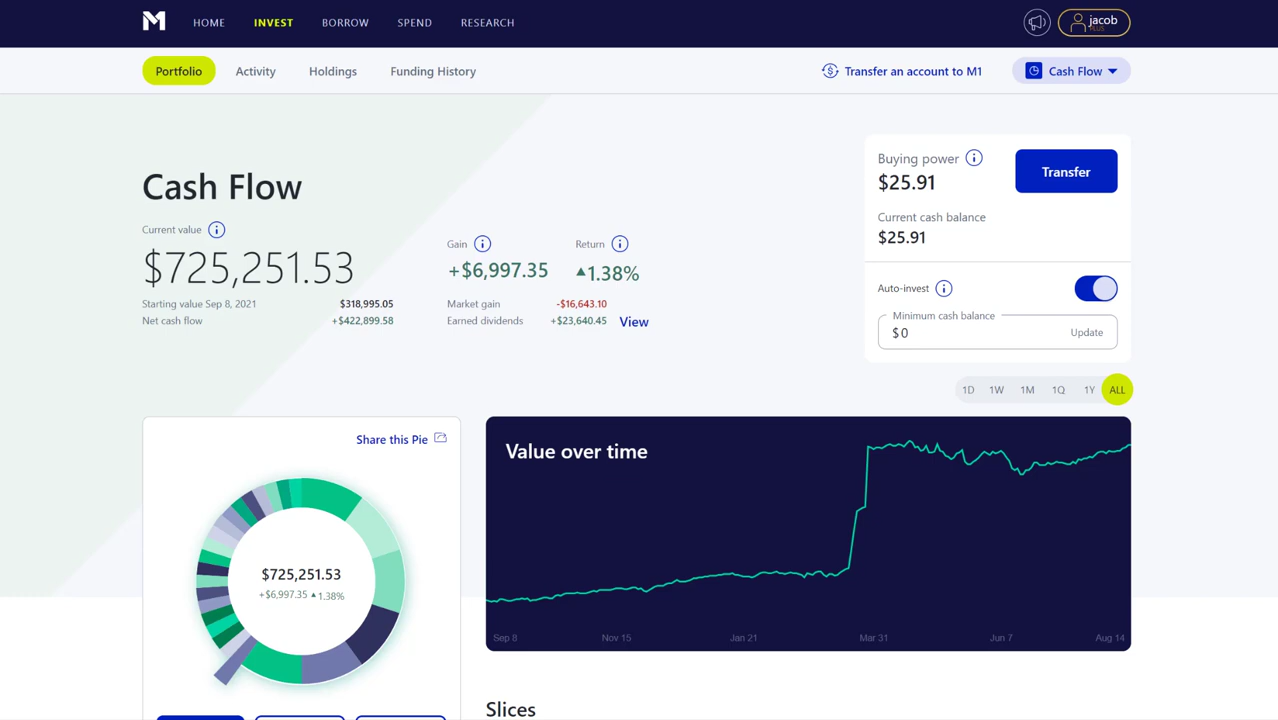 HOME INVEST BORROW SPEND RESEARCH jacob
PLUS
Portfolio Activity Holdings Funding History Transfer an account to M1 Cash Flow
Cash Flow
Current value
$725,251.53
Starting value Sep 8, 2021 $318,995.05
Net cash flow +$422,899.58
Gain Return
+$6,997.35 1.38%
Market gain -$16,643.10
Earned dividends +$23,640.45 View
Buying power
$25.91
Transfer
Current cash balance
$25.91
Auto-invest
Minimum cash balance
$0 Update
1D 1W 1M 1Q 1Y ALL
Share this Pie
$725,251.53
+$6,997.35 1.38%
Value over time
Sep 8 Nov 15 Jan 21 Mar 31 Jun 7 Aug 14
Slices